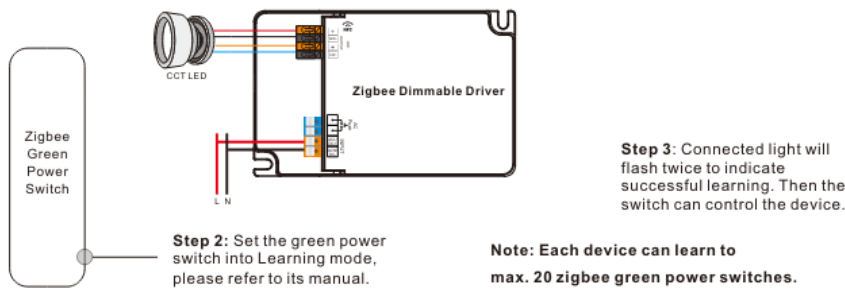 CCT LED
Zigbee Dimmable Driver
Zigbee
Green
Power
Switch
INPUT
L N
Step 2: Set the green power
switch into Learning mode,
please refer to its manual.
Step 3: Connected light will
flash twice to indicate
successful learning. Then the
switch can control the device.
Note: Each device can learn to
max. 20 zigbee green power switches.